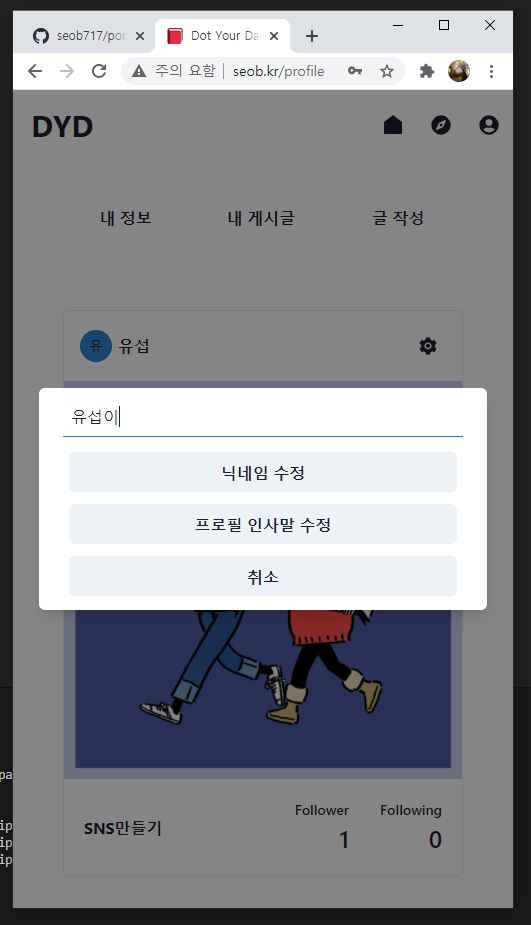 seob717/por
Dot Your Da
주의 요함
seob.kr/profile
DYD
내 정보
내 게시글
글 작성
유
유섭
유섭이
닉네임 수정
프로필 인사말 수정
취소
SNS만들기
Follower
Following
1
0
pa
ip
ip
ip